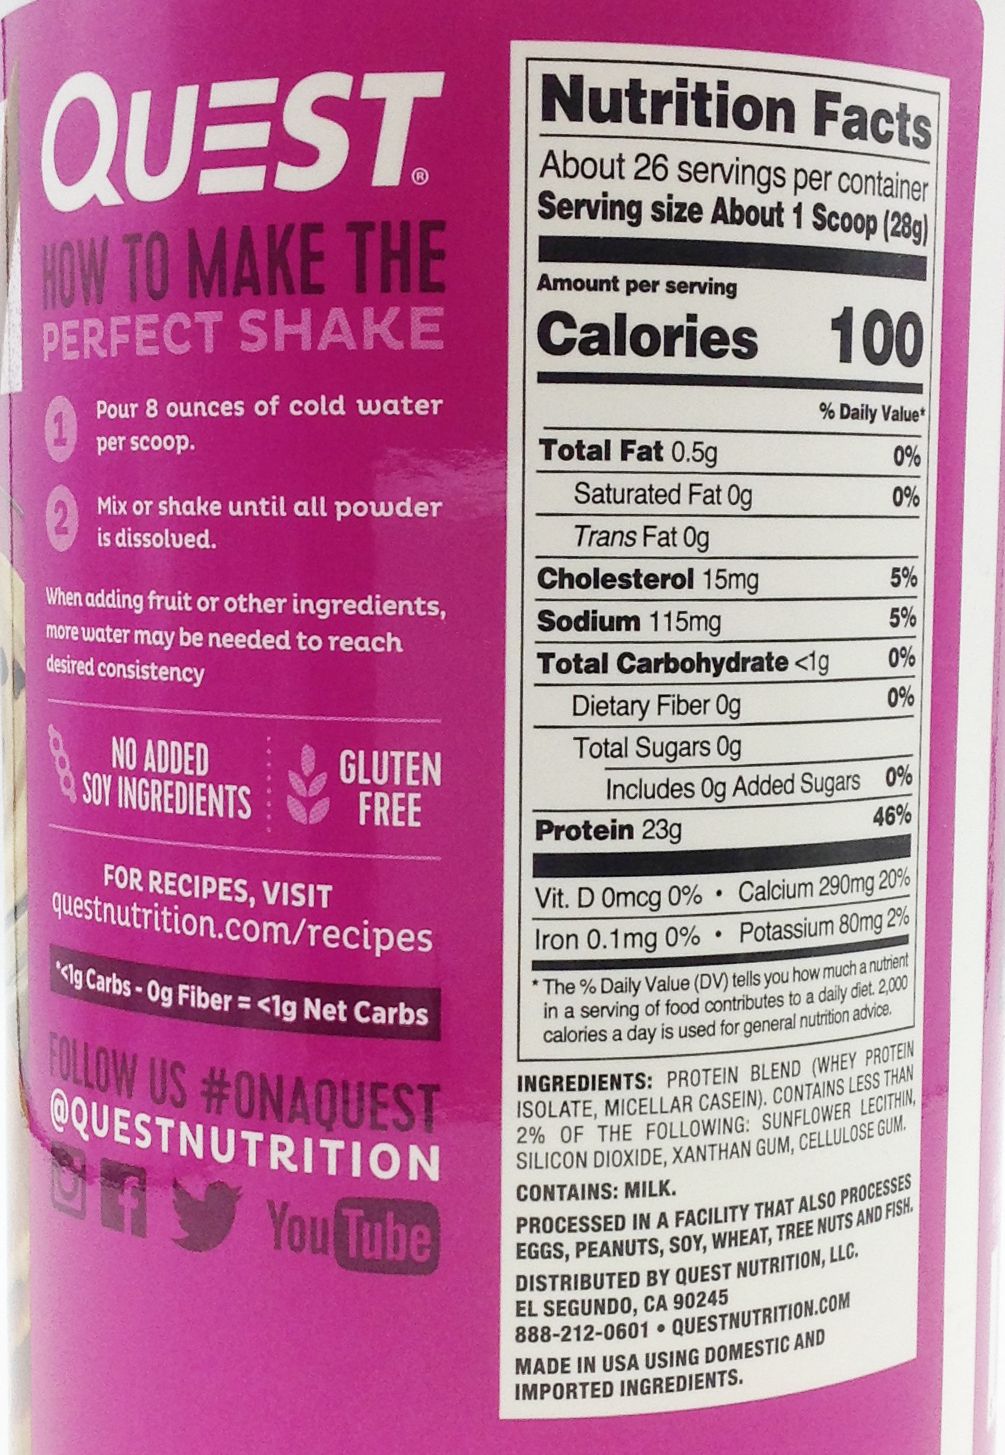 QUEST®
HOW TO MAKE THE
PERFECT SHAKE
1
Pour 8 ounces of cold water
per scoop.
2
Mix or shake until all powder
is dissolved.
When adding fruit or other ingredients,
more water may be needed to reach
desired consistency
NO ADDED
SOY INGREDIENTS
GLUTEN
FREE
FOR RECIPES, VISIT
questnutrition.com/recipes
*<1g Carbs - 0g Fiber = <1g Net Carbs
FOLLOW US #ONAQUEST
@QUESTNUTRITION
YouTube
Nutrition Facts
About 26 servings per container
Serving size About 1 Scoop (28g)
Amount per serving
Calories 100
% Daily Value*
Total Fat 0.5g 0%
Saturated Fat 0g 0%
Trans Fat 0g
Cholesterol 15mg 5%
Sodium 115mg 5%
Total Carbohydrate <1g 0%
Dietary Fiber 0g 0%
Total Sugars 0g
Includes 0g Added Sugars 0%
Protein 23g 46%
Vit. D 0mcg 0% • Calcium 290mg 20%
Iron 0.1mg 0% • Potassium 80mg 2%
* The % Daily Value (DV) tells you how much a nutrient
in a serving of food contributes to a daily diet. 2,000
calories a day is used for general nutrition advice.
INGREDIENTS: PROTEIN BLEND (WHEY PROTEIN
ISOLATE, MICELLAR CASEIN). CONTAINS LESS THAN
2% OF THE FOLLOWING: SUNFLOWER LECITHIN,
SILICON DIOXIDE, XANTHAN GUM, CELLULOSE GUM.
CONTAINS: MILK.
PROCESSED IN A FACILITY THAT ALSO PROCESSES
EGGS, PEANUTS, SOY, WHEAT, TREE NUTS AND FISH.
DISTRIBUTED BY QUEST NUTRITION, LLC.
EL SEGUNDO, CA 90245
888-212-0601 • QUESTNUTRITION.COM
MADE IN USA USING DOMESTIC AND
IMPORTED INGREDIENTS.